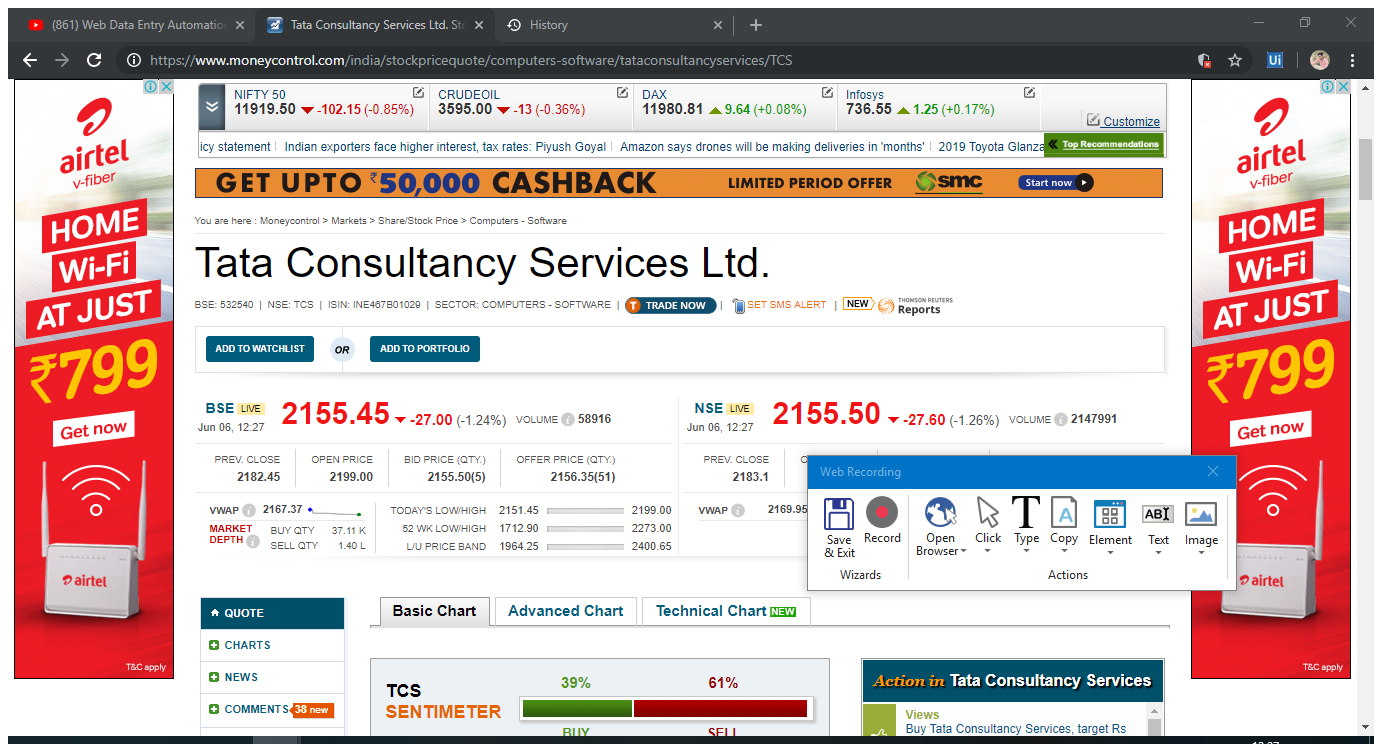 (861) Web Data Entry Automatio
Tata Consultancy Services Ltd. Sto
History
https://www.moneycontrol.com/india/stockpricequote/computers-software/tataconsultancyservices/TCS
Ui
NIFTY 50
11919.50 -102.15 (-0.85%)
CRUDEOIL
3595.00 -13 (-0.36%)
DAX
11980.81 9.64 (+0.08%)
Infosys
736.55 1.25 (+0.17%)
Customize
icy statement | Indian exporters face higher interest, tax rates: Piyush Goyal | Amazon says drones will be making deliveries in 'months' | 2019 Toyota Glanza
Top Recommendations
GET UPTO ₹50,000 CASHBACK LIMITED PERIOD OFFER smc Start now
You are here : Moneycontrol > Markets > Share/Stock Price > Computers - Software
Tata Consultancy Services Ltd.
BSE: 532540 | NSE: TCS | ISIN: INE467B01029 | SECTOR: COMPUTERS - SOFTWARE | T TRADE NOW | SET SMS ALERT | NEW THOMSON REUTERS Reports
ADD TO WATCHLIST OR ADD TO PORTFOLIO
BSE LIVE
Jun 06, 12:27
2155.45 -27.00 (-1.24%) VOLUME 58916
PREV. CLOSE OPEN PRICE BID PRICE (QTY.) OFFER PRICE (QTY.)
2182.45 2199.00 2155.50(5) 2156.35(51)
VWAP 2167.37
MARKET DEPTH
BUY QTY 37.11 K
SELL QTY 1.40 L
TODAY'S LOW/HIGH 2151.45 2199.00
52 WK LOW/HIGH 1712.90 2273.00
L/U PRICE BAND 1964.25 2400.65
NSE LIVE
Jun 06, 12:27
2155.50 -27.60 (-1.26%) VOLUME 2147991
PREV. CLOSE
2183.1
VWAP 2169.95
Web Recording
Save & Exit
Record
Open Browser
Click
Type
Copy
Element
Text
Image
Wizards
Actions
QUOTE
CHARTS
NEWS
COMMENTS 38 new
Basic Chart
Advanced Chart
Technical Chart NEW
TCS
SENTIMETER
39% 61%
BUY SELL
Action in Tata Consultancy Services
Views
Buy Tata Consultancy Services, target Rs
airtel
v-fiber
HOME
Wi-Fi
AT JUST
₹799
Get now
airtel
T&C apply
airtel
v-fiber
HOME
Wi-Fi
AT JUST
₹799
Get now
airtel
T&C apply